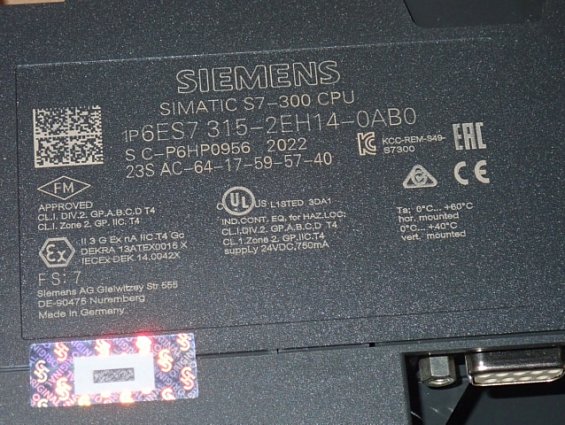 SIEMENS
SIMATIC S7-300 CPU
1P6ES7 315-2EH14-0AB0
S C-P6HP0956 2022
23S AC-64-17-59-57-40
KCC-REM-S49-
S7300
EAC
CE
FM
APPROVED
CL.I, DIV.2, GP.A,B,C,D T4
CL.I, Zone 2, GP.IIC, T4
UL US LISTED 3DA1
IND.CONT. EQ. for HAZ.LOC:
CL.I,DIV.2, GP.A,B,C,D T4
CL.1,Zone 2, GP.IIC,T4
supply 24VDC,750mA
Ta: 0°C... +60°C
hor. mounted
0°C... +40°C
vert. mounted
Ex
II 3 G Ex nA IIC T4 Gc
DEKRA 13ATEX0016 X
IECEx DEK 14.0042X
FS: 7
Siemens AG Gleiwitzey Str 555
DE-90475 Nuremberg
Made in Germany